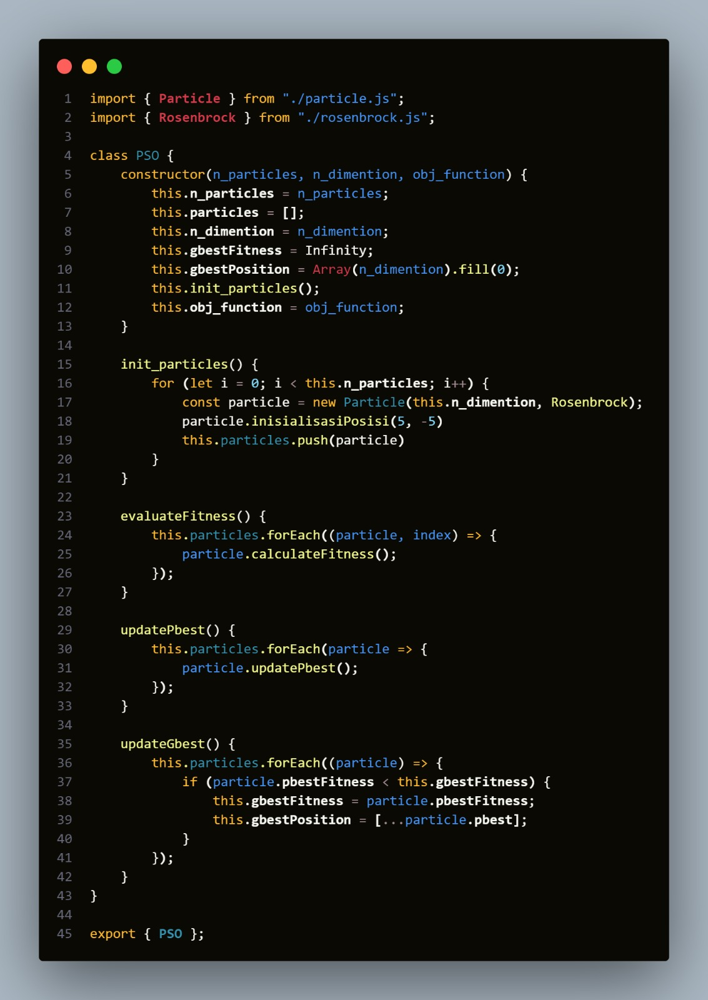 1 import { Particle } from "./particle.js";
2 import { Rosenbrock } from "./rosenbrock.js";
3
4 class PSO {
5     constructor(n_particles, n_dimention, obj_function) {
6         this.n_particles = n_particles;
7         this.particles = [];
8         this.n_dimention = n_dimention;
9         this.gbestFitness = Infinity;
10         this.gbestPosition = Array(n_dimention).fill(0);
11         this.init_particles();
12         this.obj_function = obj_function;
13     }
14
15     init_particles() {
16         for (let i = 0; i < this.n_particles; i++) {
17             const particle = new Particle(this.n_dimention, Rosenbrock);
18             particle.inisialisasiPosisi(5, -5)
19             this.particles.push(particle)
20         }
21     }
22
23     evaluateFitness() {
24         this.particles.forEach((particle, index) => {
25             particle.calculateFitness();
26         });
27     }
28
29     updatePbest() {
30         this.particles.forEach(particle => {
31             particle.updatePbest();
32         });
33     }
34
35     updateGbest() {
36         this.particles.forEach((particle) => {
37             if (particle.pbestFitness < this.gbestFitness) {
38                 this.gbestFitness = particle.pbestFitness;
39                 this.gbestPosition = [...particle.pbest];
40             }
41         });
42     }
43 }
44
45 export { PSO };